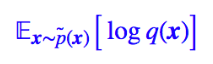 𝔼_{𝒙∼p̃(𝒙)} [ log q(𝒙) ]